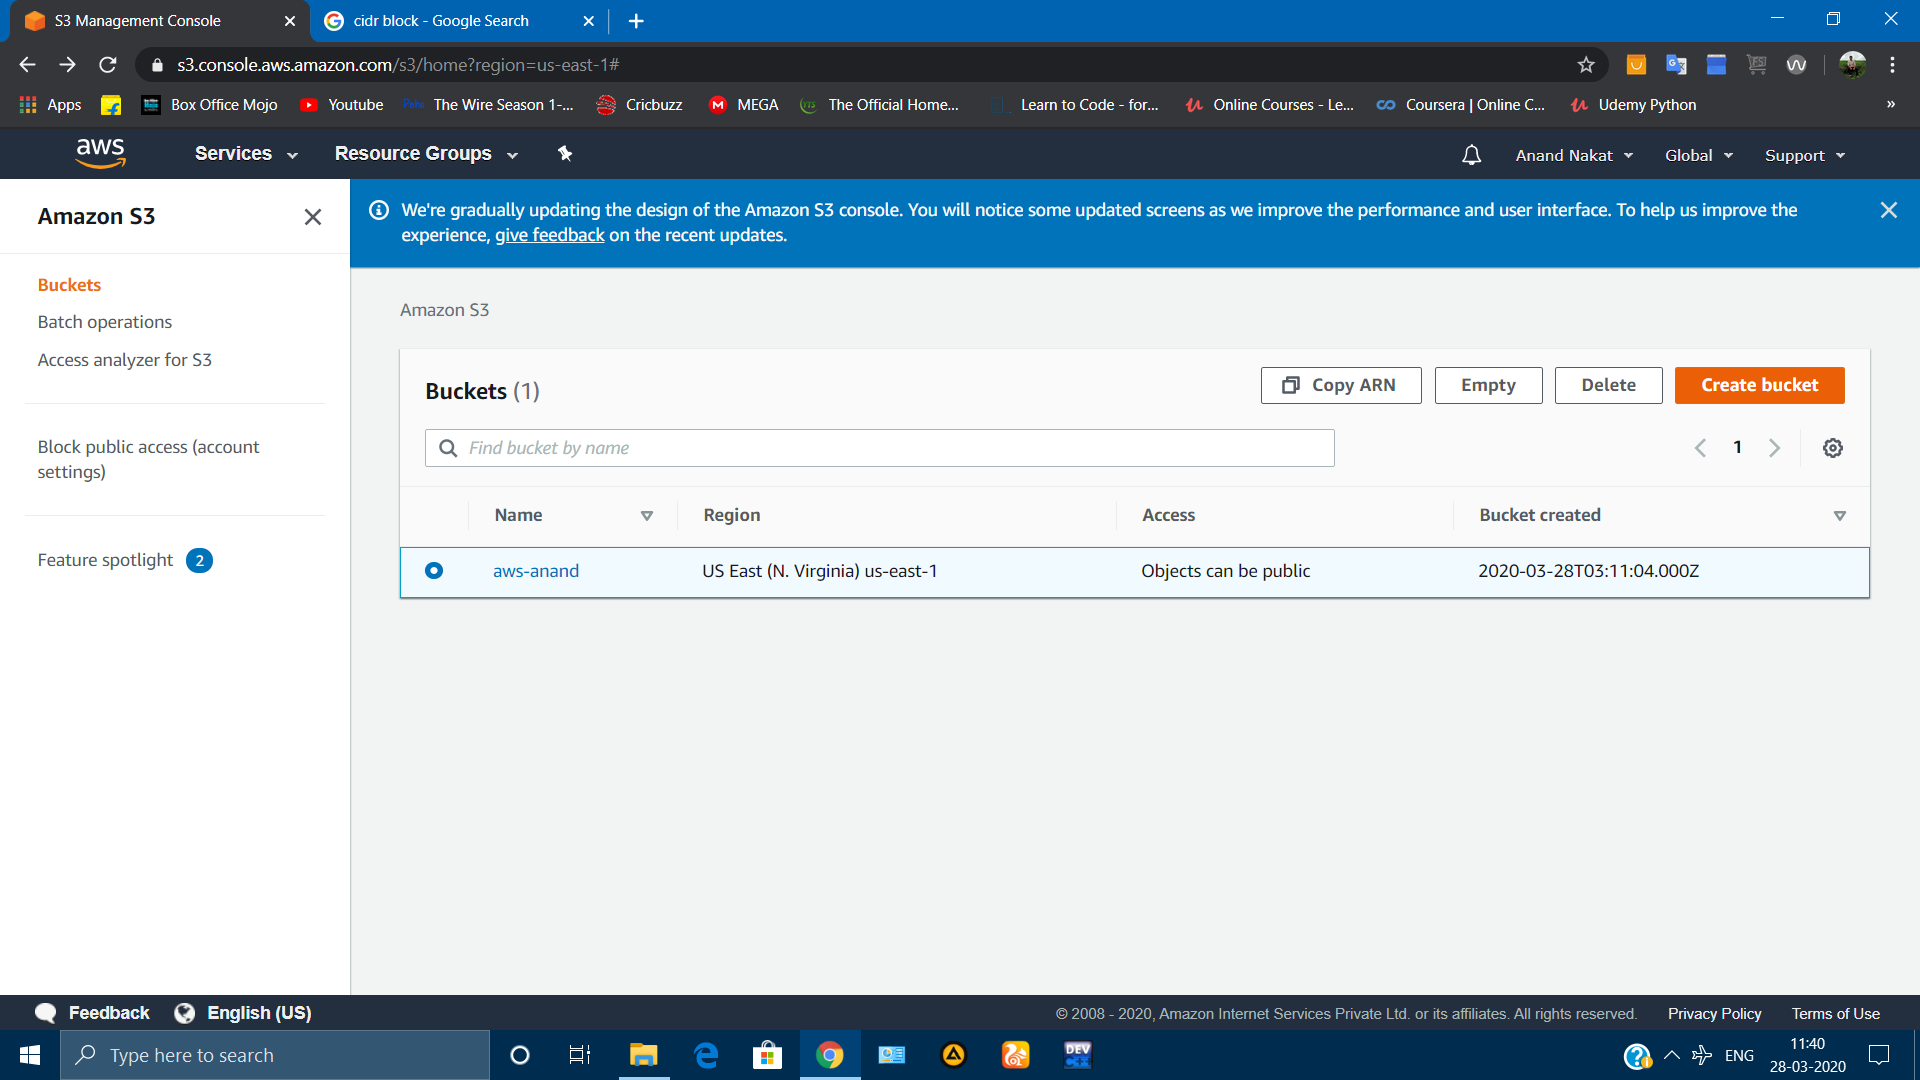 S3 Management Console
cidr block - Google Search
s3.console.aws.amazon.com/s3/home?region=us-east-1#
Apps
Box Office Mojo
Youtube
The Wire Season 1-...
Cricbuzz
MEGA
The Official Home...
Learn to Code - for...
Online Courses - Le...
Coursera | Online C...
Udemy Python
»
aws
Services
Resource Groups
Anand Nakat
Global
Support
Amazon S3
We're gradually updating the design of the Amazon S3 console. You will notice some updated screens as we improve the performance and user interface. To help us improve the
experience, give feedback on the recent updates.
Buckets
Batch operations
Access analyzer for S3
Block public access (account
settings)
Feature spotlight 2
Amazon S3
Buckets (1)
Copy ARN
Empty
Delete
Create bucket
Find bucket by name
1
Name
Region
Access
Bucket created
aws-anand
US East (N. Virginia) us-east-1
Objects can be public
2020-03-28T03:11:04.000Z
Feedback
English (US)
© 2008 - 2020, Amazon Internet Services Private Ltd. or its affiliates. All rights reserved.
Privacy Policy
Terms of Use
Type here to search
DEV
C++
ENG
11:40
28-03-2020